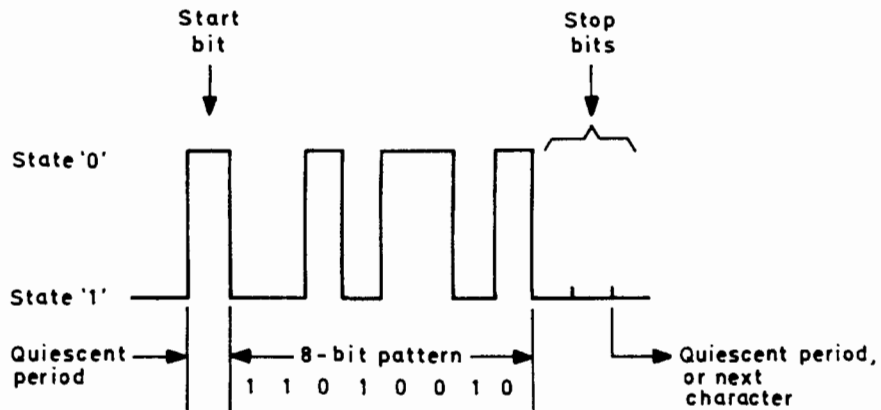 Start
bit
Stop
bits
State '0'
State '1'
Quiescent
period
8-bit pattern
1 1 0 1 0 0 1 0
Quiescent period,
or next
character